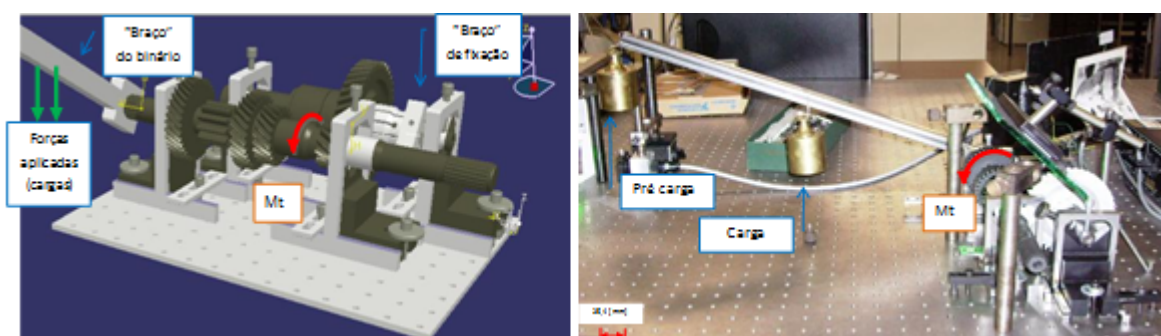 "Braço"
do binário
"Braço"
de fixação
Forças
aplicadas
(cargas)
Mt
Pré carga
Carga
Mt